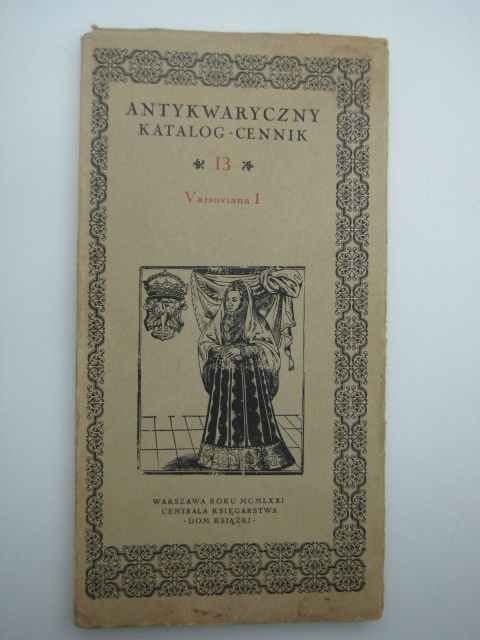 ANTYKWARYCZNY
KATALOG-CENNIK
13
Varsoviana I
WARSZAWA ROKU MCMLXXI
CENTRALA KSIĘGARSTWA
-DOM KSIĄŻKI-